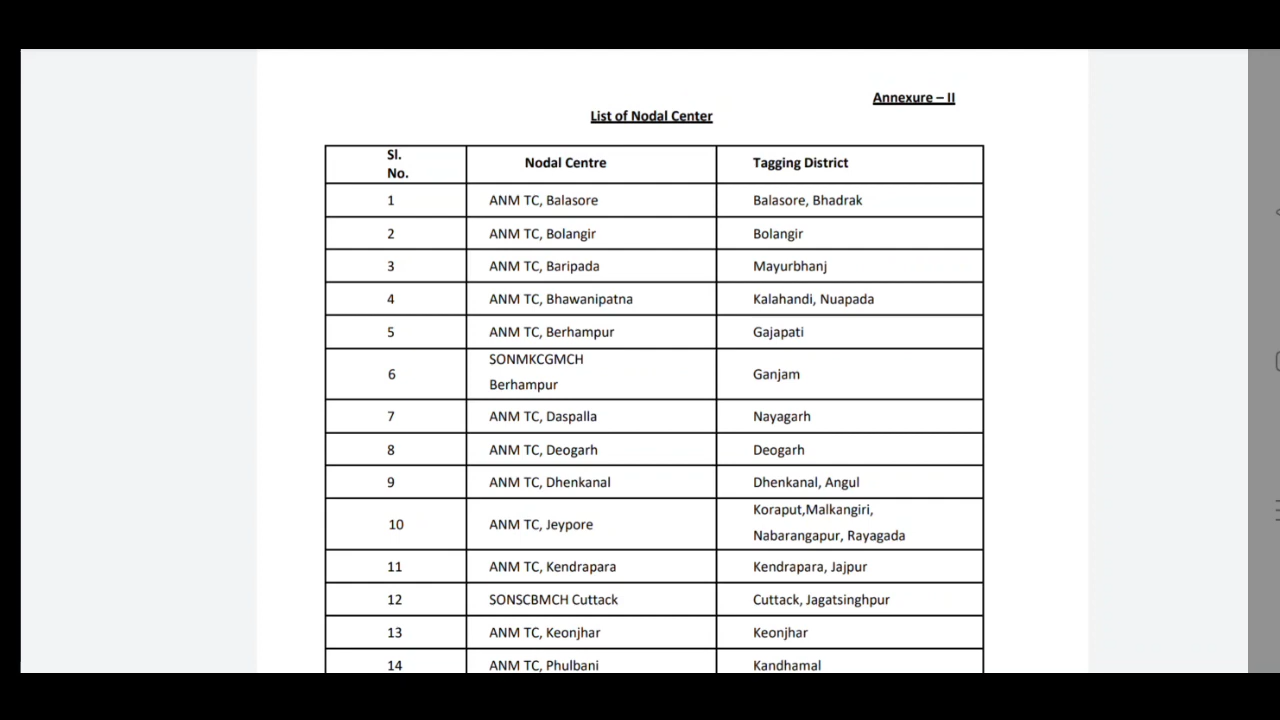 Annexure – II
List of Nodal Center
Sl. No. Nodal Centre Tagging District
1 ANM TC, Balasore Balasore, Bhadrak
2 ANM TC, Bolangir Bolangir
3 ANM TC, Baripada Mayurbhanj
4 ANM TC, Bhawanipatna Kalahandi, Nuapada
5 ANM TC, Berhampur Gajapati
6 SONMKCGMCH Berhampur Ganjam
7 ANM TC, Daspalla Nayagarh
8 ANM TC, Deogarh Deogarh
9 ANM TC, Dhenkanal Dhenkanal, Angul
10 ANM TC, Jeypore Koraput,Malkangiri, Nabarangapur, Rayagada
11 ANM TC, Kendrapara Kendrapara, Jajpur
12 SONSCBMCH Cuttack Cuttack, Jagatsinghpur
13 ANM TC, Keonjhar Keonjhar
14 ANM TC, Phulbani Kandhamal